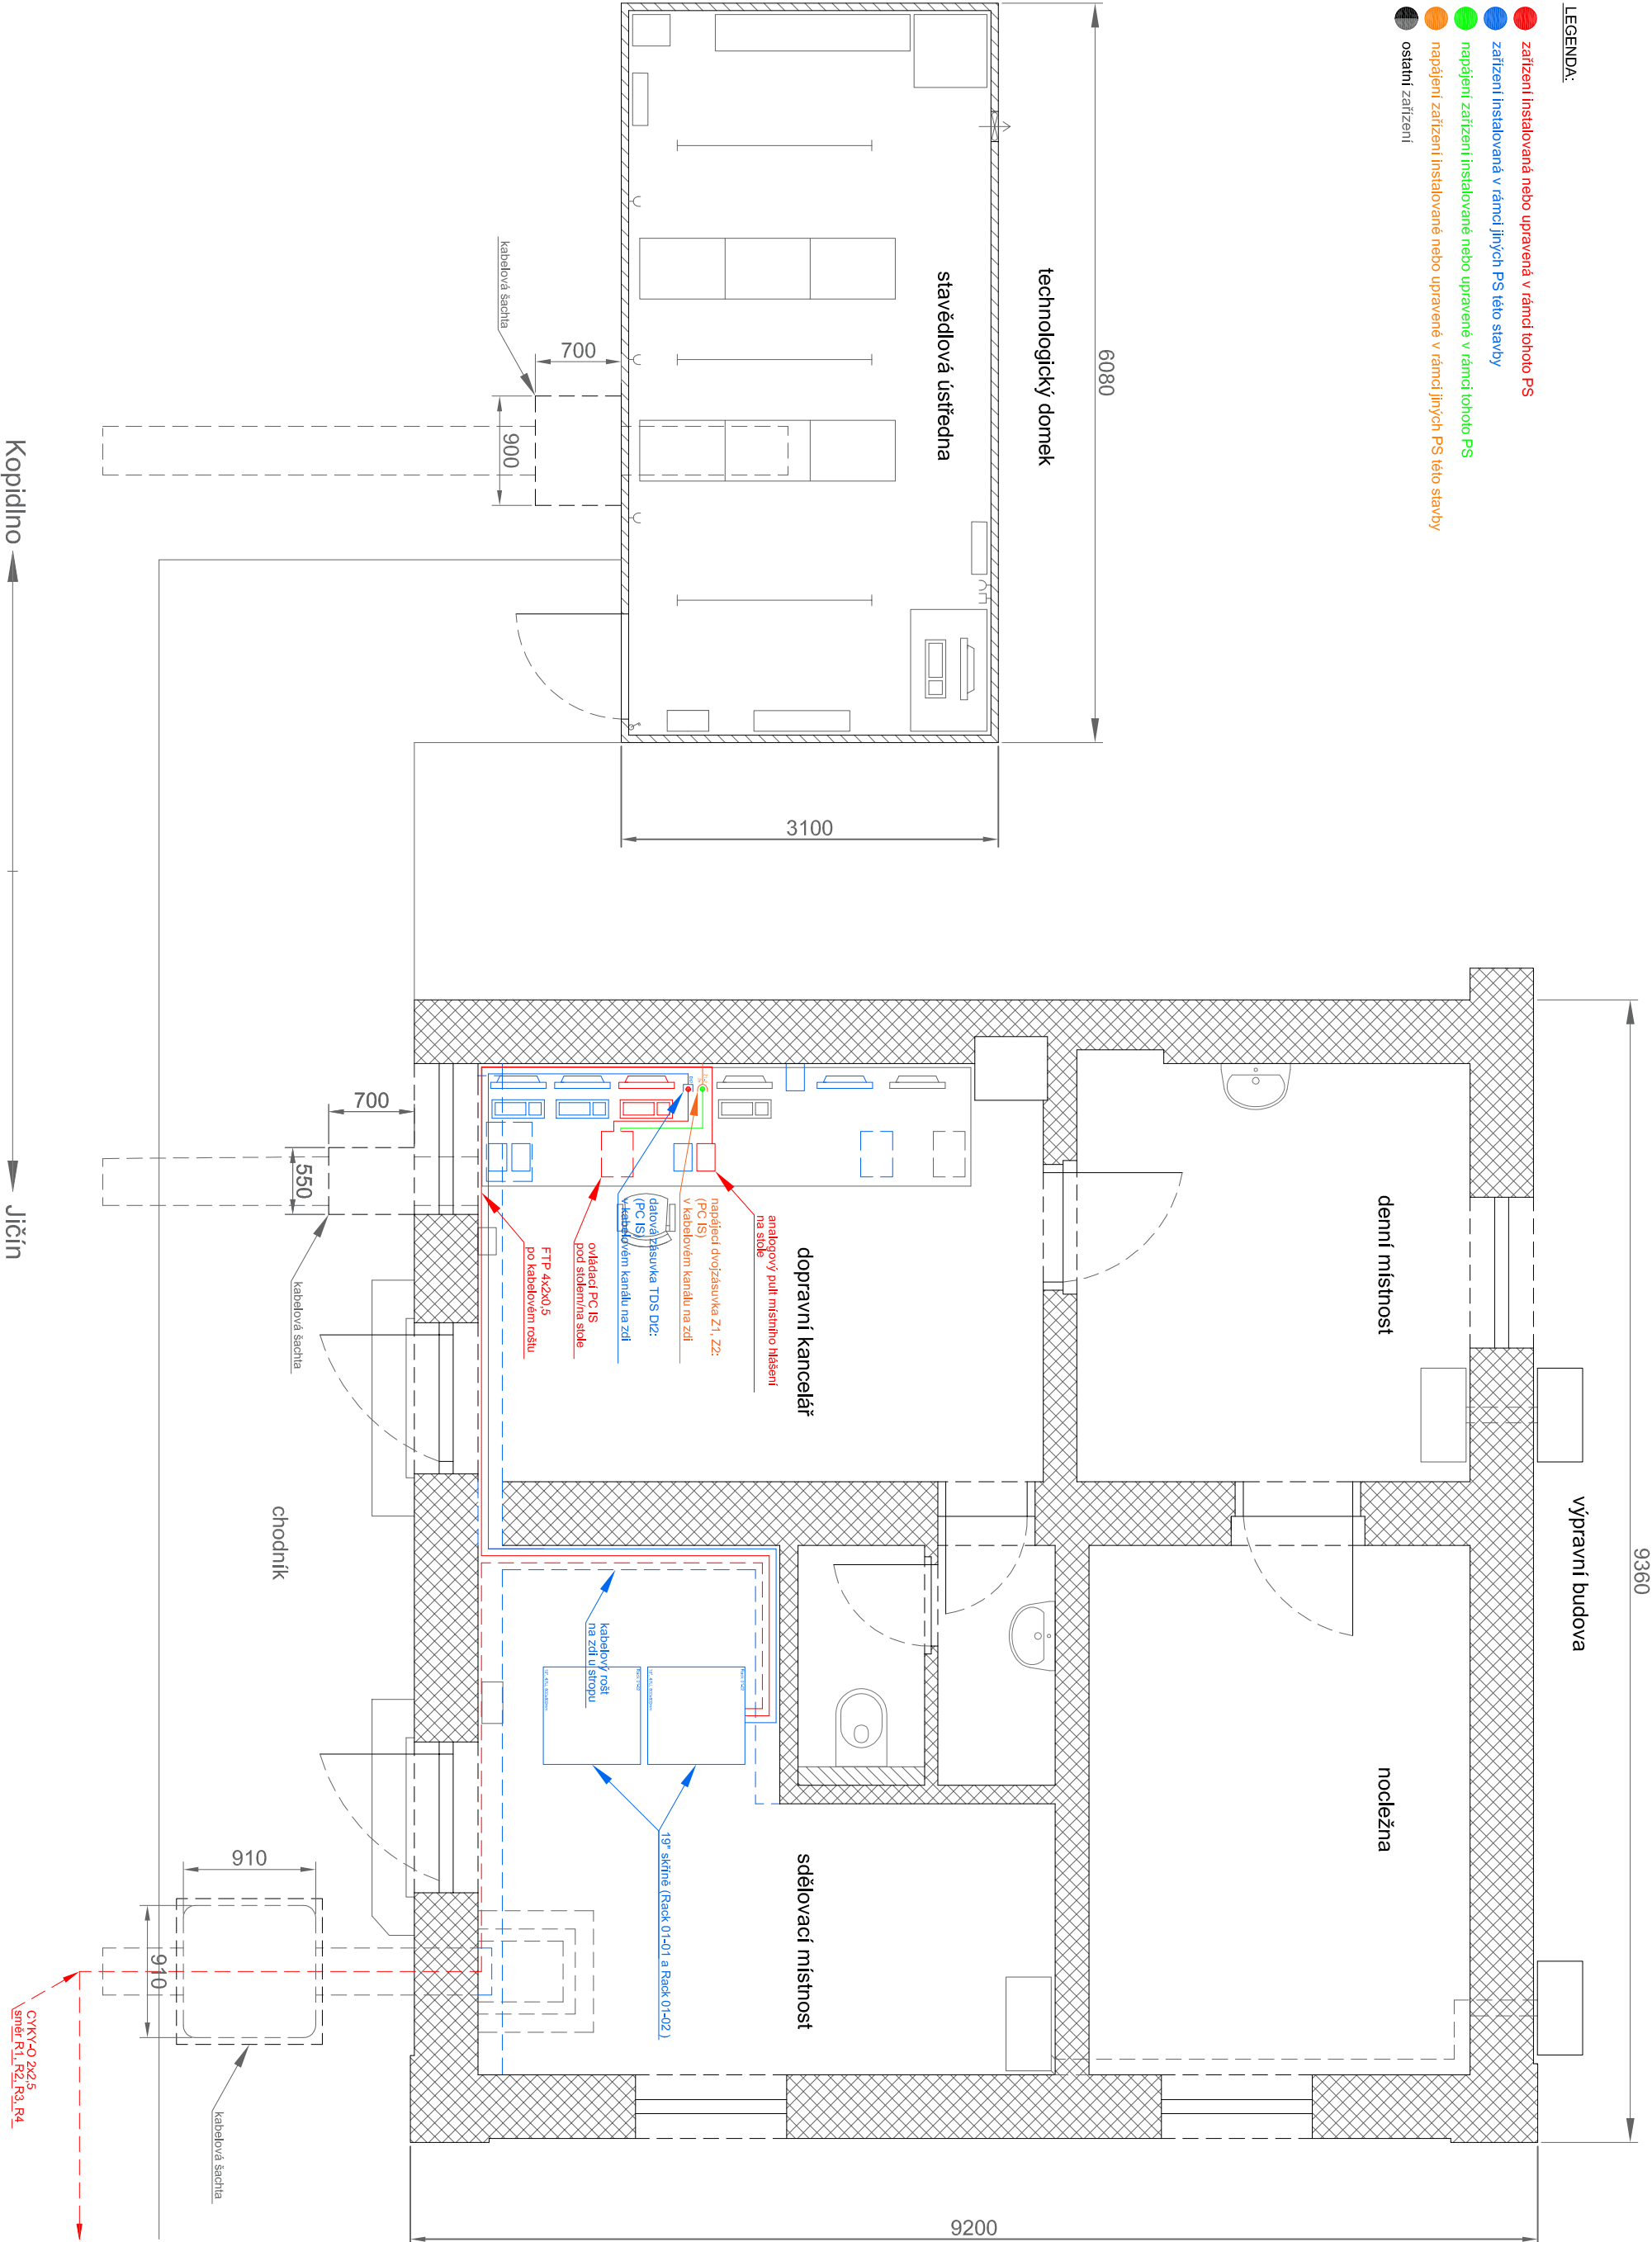 LEGENDA:
zařízení instalovaná nebo upravená v rámci tohoto PS
zařízení instalovaná v rámci jiných PS této stavby
napájení zařízení instalované nebo upravené v rámci tohoto PS
napájení zařízení instalované nebo upravené v rámci jiných PS této stavby
ostatní zařízení
technologický domek
6080
stavědlová ústředna
kabelová šachta
700
900
3100
Kopidlno
Jičín
výpravní budova
9360
9200
denní místnost
nocležna
dopravní kancelář
sdělovací místnost
analogový pult místního hlášení
na stole
napájecí dvojzásuvka Z1, Z2:
(PC IS)
v kabelovém kanálu na zdi
datová zásuvka TDS Dt2:
(PC IS)
v kabelovém kanálu na zdi
ovládací PC IS
pod stolem/na stole
FTP 4x2x0,5
po kabelovém roštu
kabelový rošt
na zdi u stropu
19" skříně (Rack 01-01 a Rack 01-02 )
700
550
kabelová šachta
chodník
910
910
kabelová šachta
CYKY-O 2x2,5
směr R1, R2, R3, R4